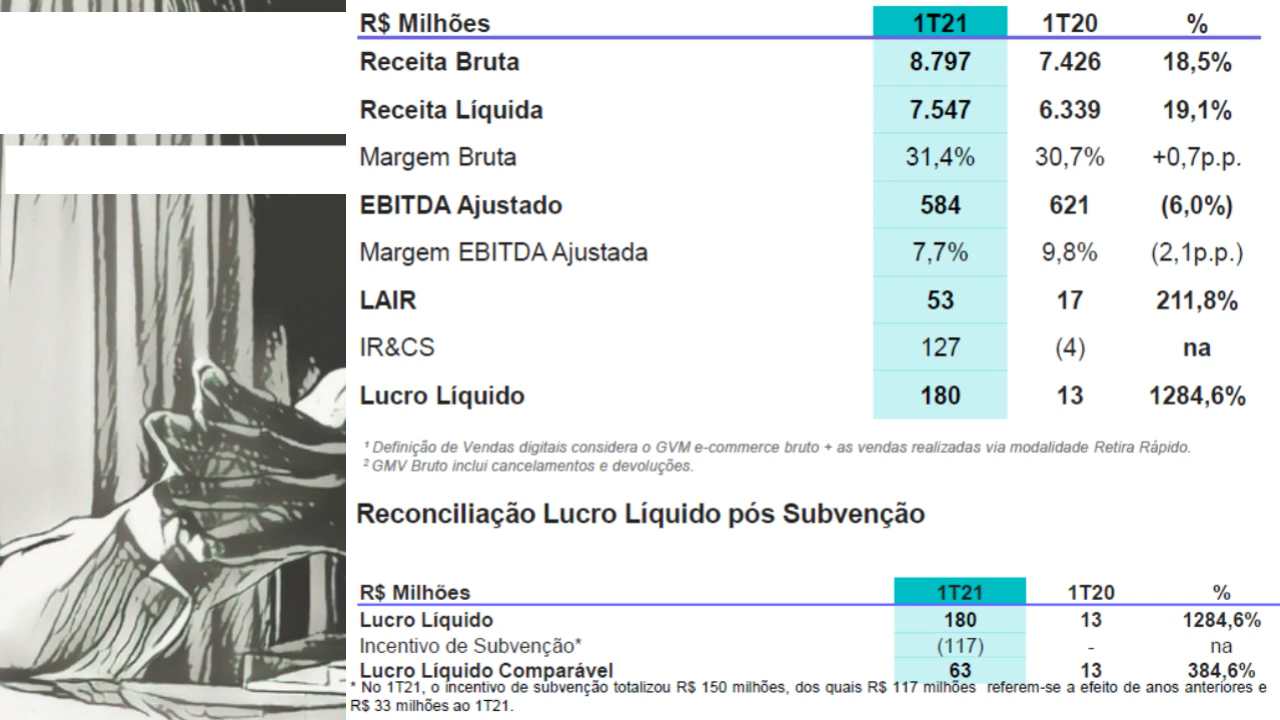 R$ Milhões 1T21 1T20 %
Receita Bruta 8.797 7.426 18,5%
Receita Líquida 7.547 6.339 19,1%
Margem Bruta 31,4% 30,7% +0,7p.p.
EBITDA Ajustado 584 621 (6,0%)
Margem EBITDA Ajustada 7,7% 9,8% (2,1p.p.)
LAIR 53 17 211,8%
IR&CS 127 (4) na
Lucro Líquido 180 13 1284,6%
¹ Definição de Vendas digitais considera o GVM e-commerce bruto + as vendas realizadas via modalidade Retira Rápido.
² GMV Bruto inclui cancelamentos e devoluções.
Reconciliação Lucro Líquido pós Subvenção
R$ Milhões 1T21 1T20 %
Lucro Líquido 180 13 1284,6%
Incentivo de Subvenção* (117) - na
Lucro Líquido Comparável 63 13 384,6%
* No 1T21, o incentivo de subvenção totalizou R$ 150 milhões, dos quais R$ 117 milhões referem-se a efeito de anos anteriores e
R$ 33 milhões ao 1T21.